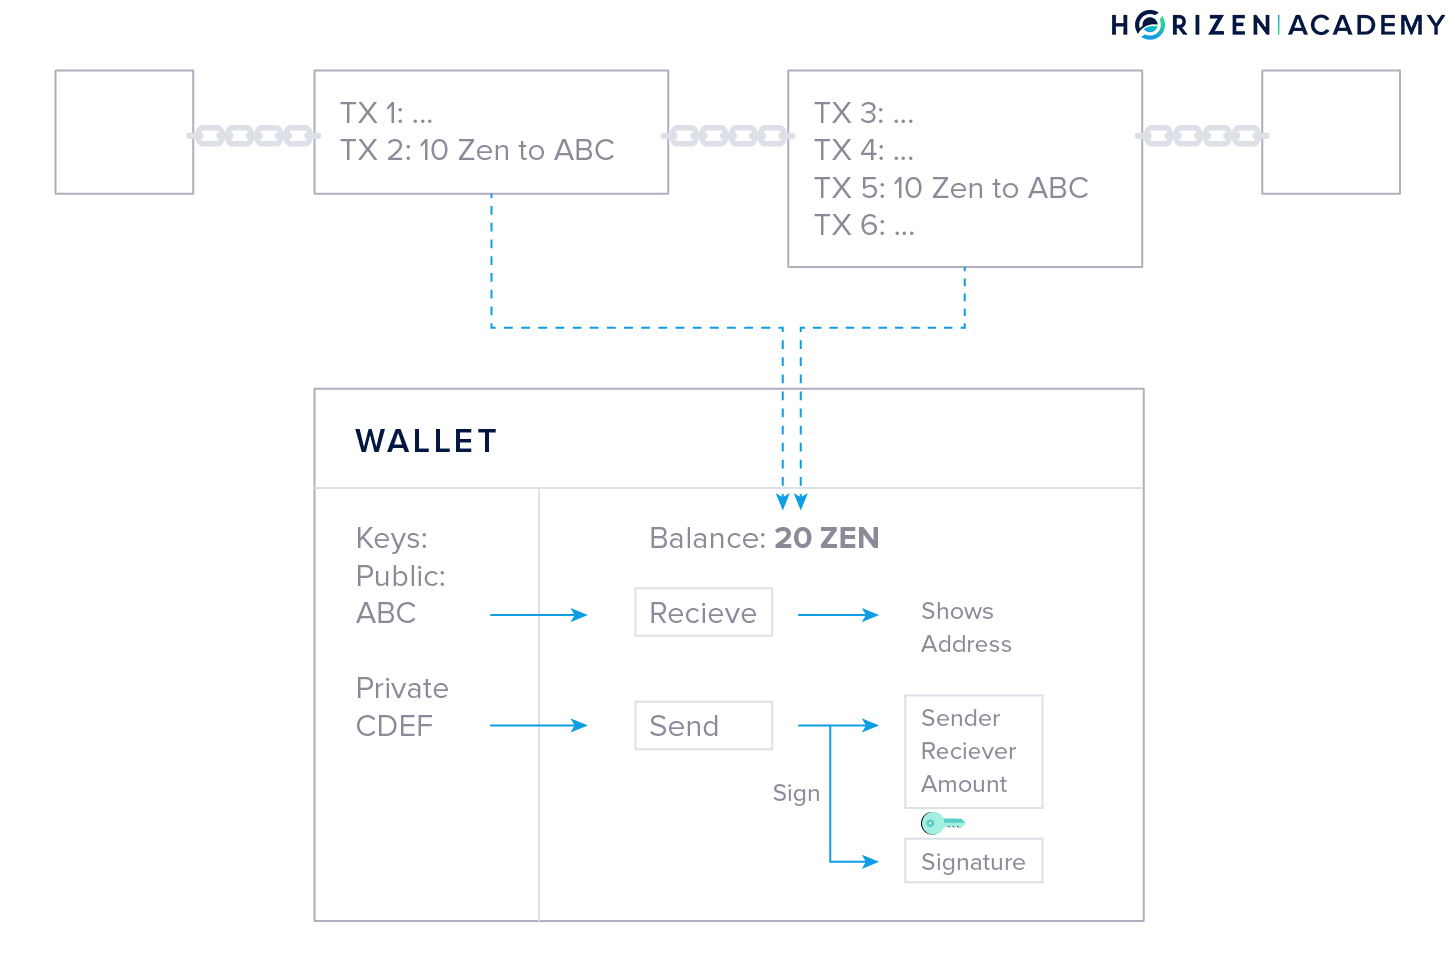 HORIZEN ACADEMY
TX 1: ...
TX 2: 10 Zen to ABC
TX 3: ...
TX 4: ...
TX 5: 10 Zen to ABC
TX 6: ...
WALLET
Keys:
Public:
ABC
Private
CDEF
Balance: 20 ZEN
Recieve
Shows
Address
Send
Sign
Sender
Reciever
Amount
Signature